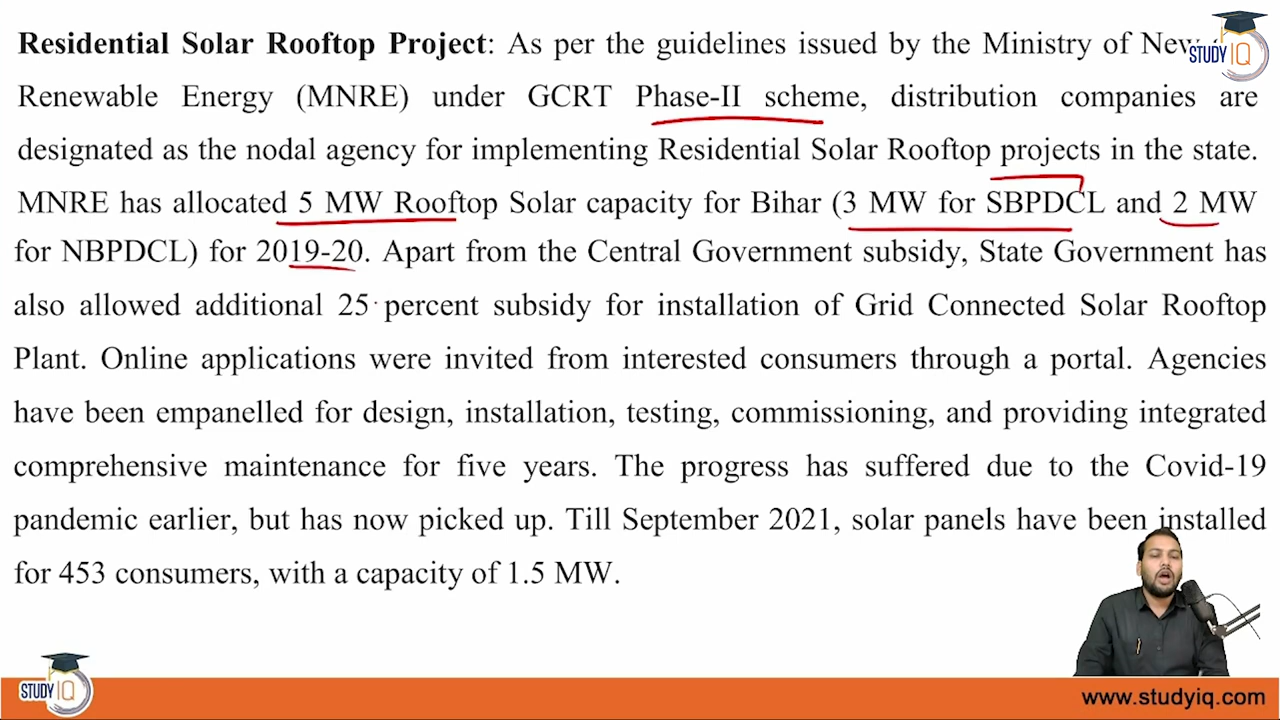 Residential Solar Rooftop Project: As per the guidelines issued by the Ministry of New
Renewable Energy (MNRE) under GCRT Phase-II scheme, distribution companies are
designated as the nodal agency for implementing Residential Solar Rooftop projects in the state.
MNRE has allocated 5 MW Rooftop Solar capacity for Bihar (3 MW for SBPDCL and 2 MW
for NBPDCL) for 2019-20. Apart from the Central Government subsidy, State Government has
also allowed additional 25 percent subsidy for installation of Grid Connected Solar Rooftop
Plant. Online applications were invited from interested consumers through a portal. Agencies
have been empanelled for design, installation, testing, commissioning, and providing integrated
comprehensive maintenance for five years. The progress has suffered due to the Covid-19
pandemic earlier, but has now picked up. Till September 2021, solar panels have been installed
for 453 consumers, with a capacity of 1.5 MW.
STUDY IQ
STUDY IQ
www.studyiq.com